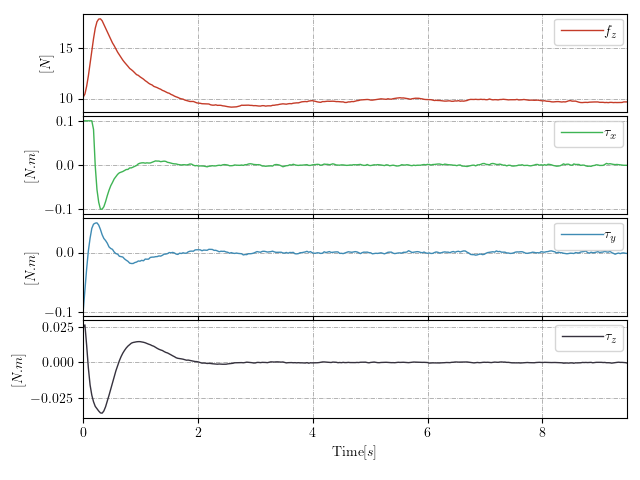 [N]
15
10
f_z
[N.m]
0.1
0.0
−0.1
τ_x
[N.m]
0.0
−0.1
τ_y
[N.m]
0.025
0.000
−0.025
τ_z
0 2 4 6 8
Time[s]